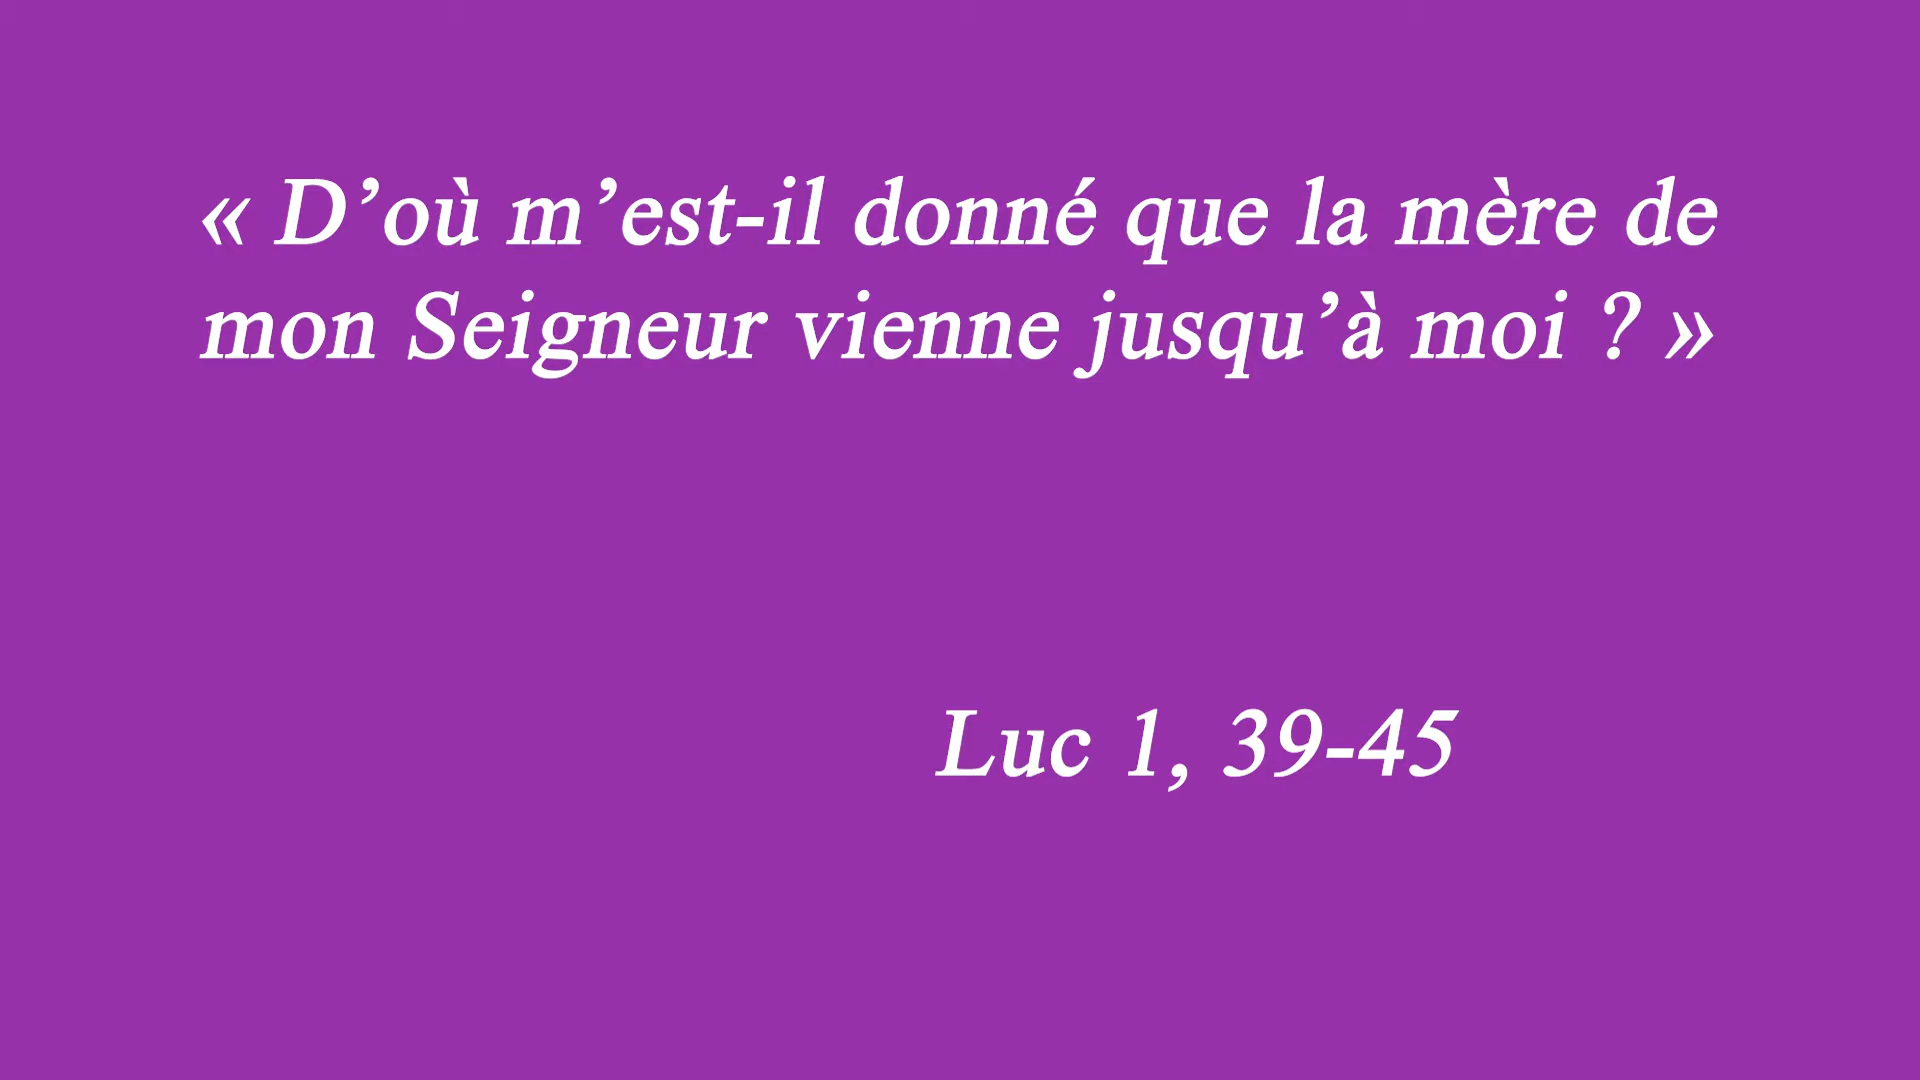 « D’où m’est-il donné que la mère de
mon Seigneur vienne jusqu’à moi ? »
Luc 1, 39-45